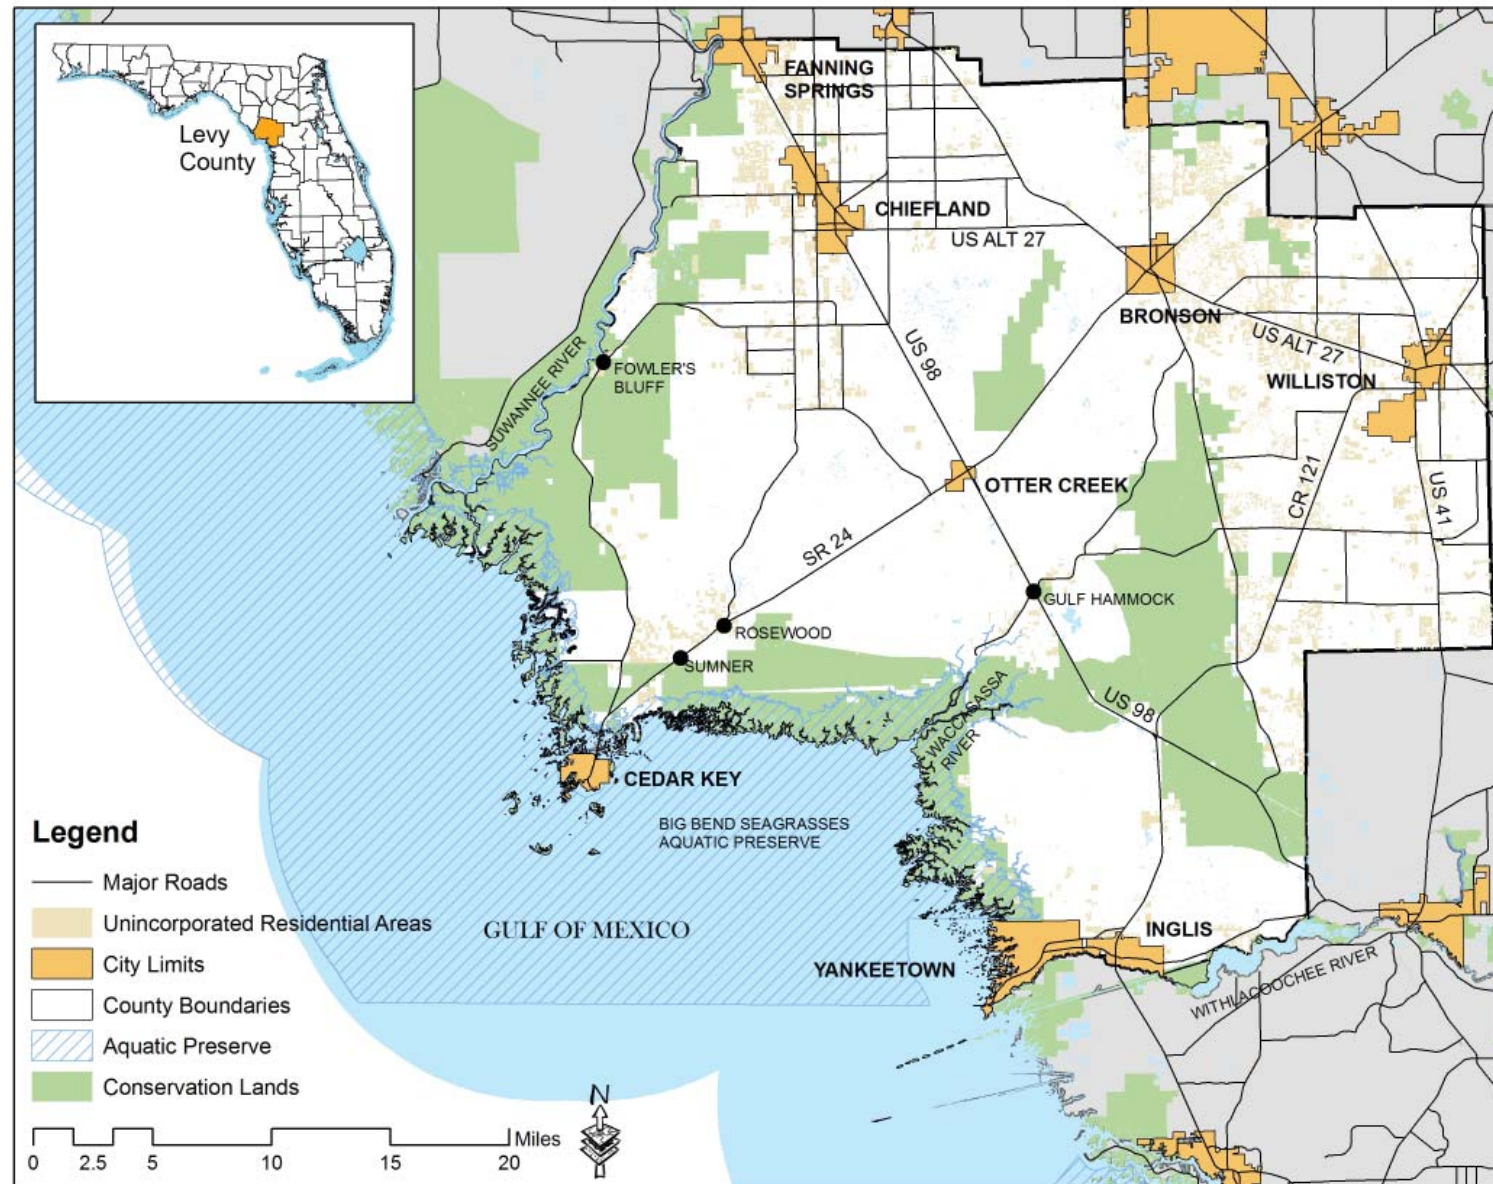 Levy
County
FANNING
SPRINGS
CHIEFLAND
US ALT 27
BRONSON
US 98
US ALT 27
WILLISTON
SUWANNEE RIVER
FOWLER'S
BLUFF
OTTER CREEK
CR 121
US 41
SR 24
GULF HAMMOCK
ROSEWOOD
SUMNER
WACCASASSA
RIVER
US 98
CEDAR KEY
BIG BEND SEAGRASSES
AQUATIC PRESERVE
GULF OF MEXICO
INGLIS
YANKEETOWN
WITHLACOOCHEE RIVER
Legend
Major Roads
Unincorporated Residential Areas
City Limits
County Boundaries
Aquatic Preserve
Conservation Lands
N
Miles
0 2.5 5 10 15 20